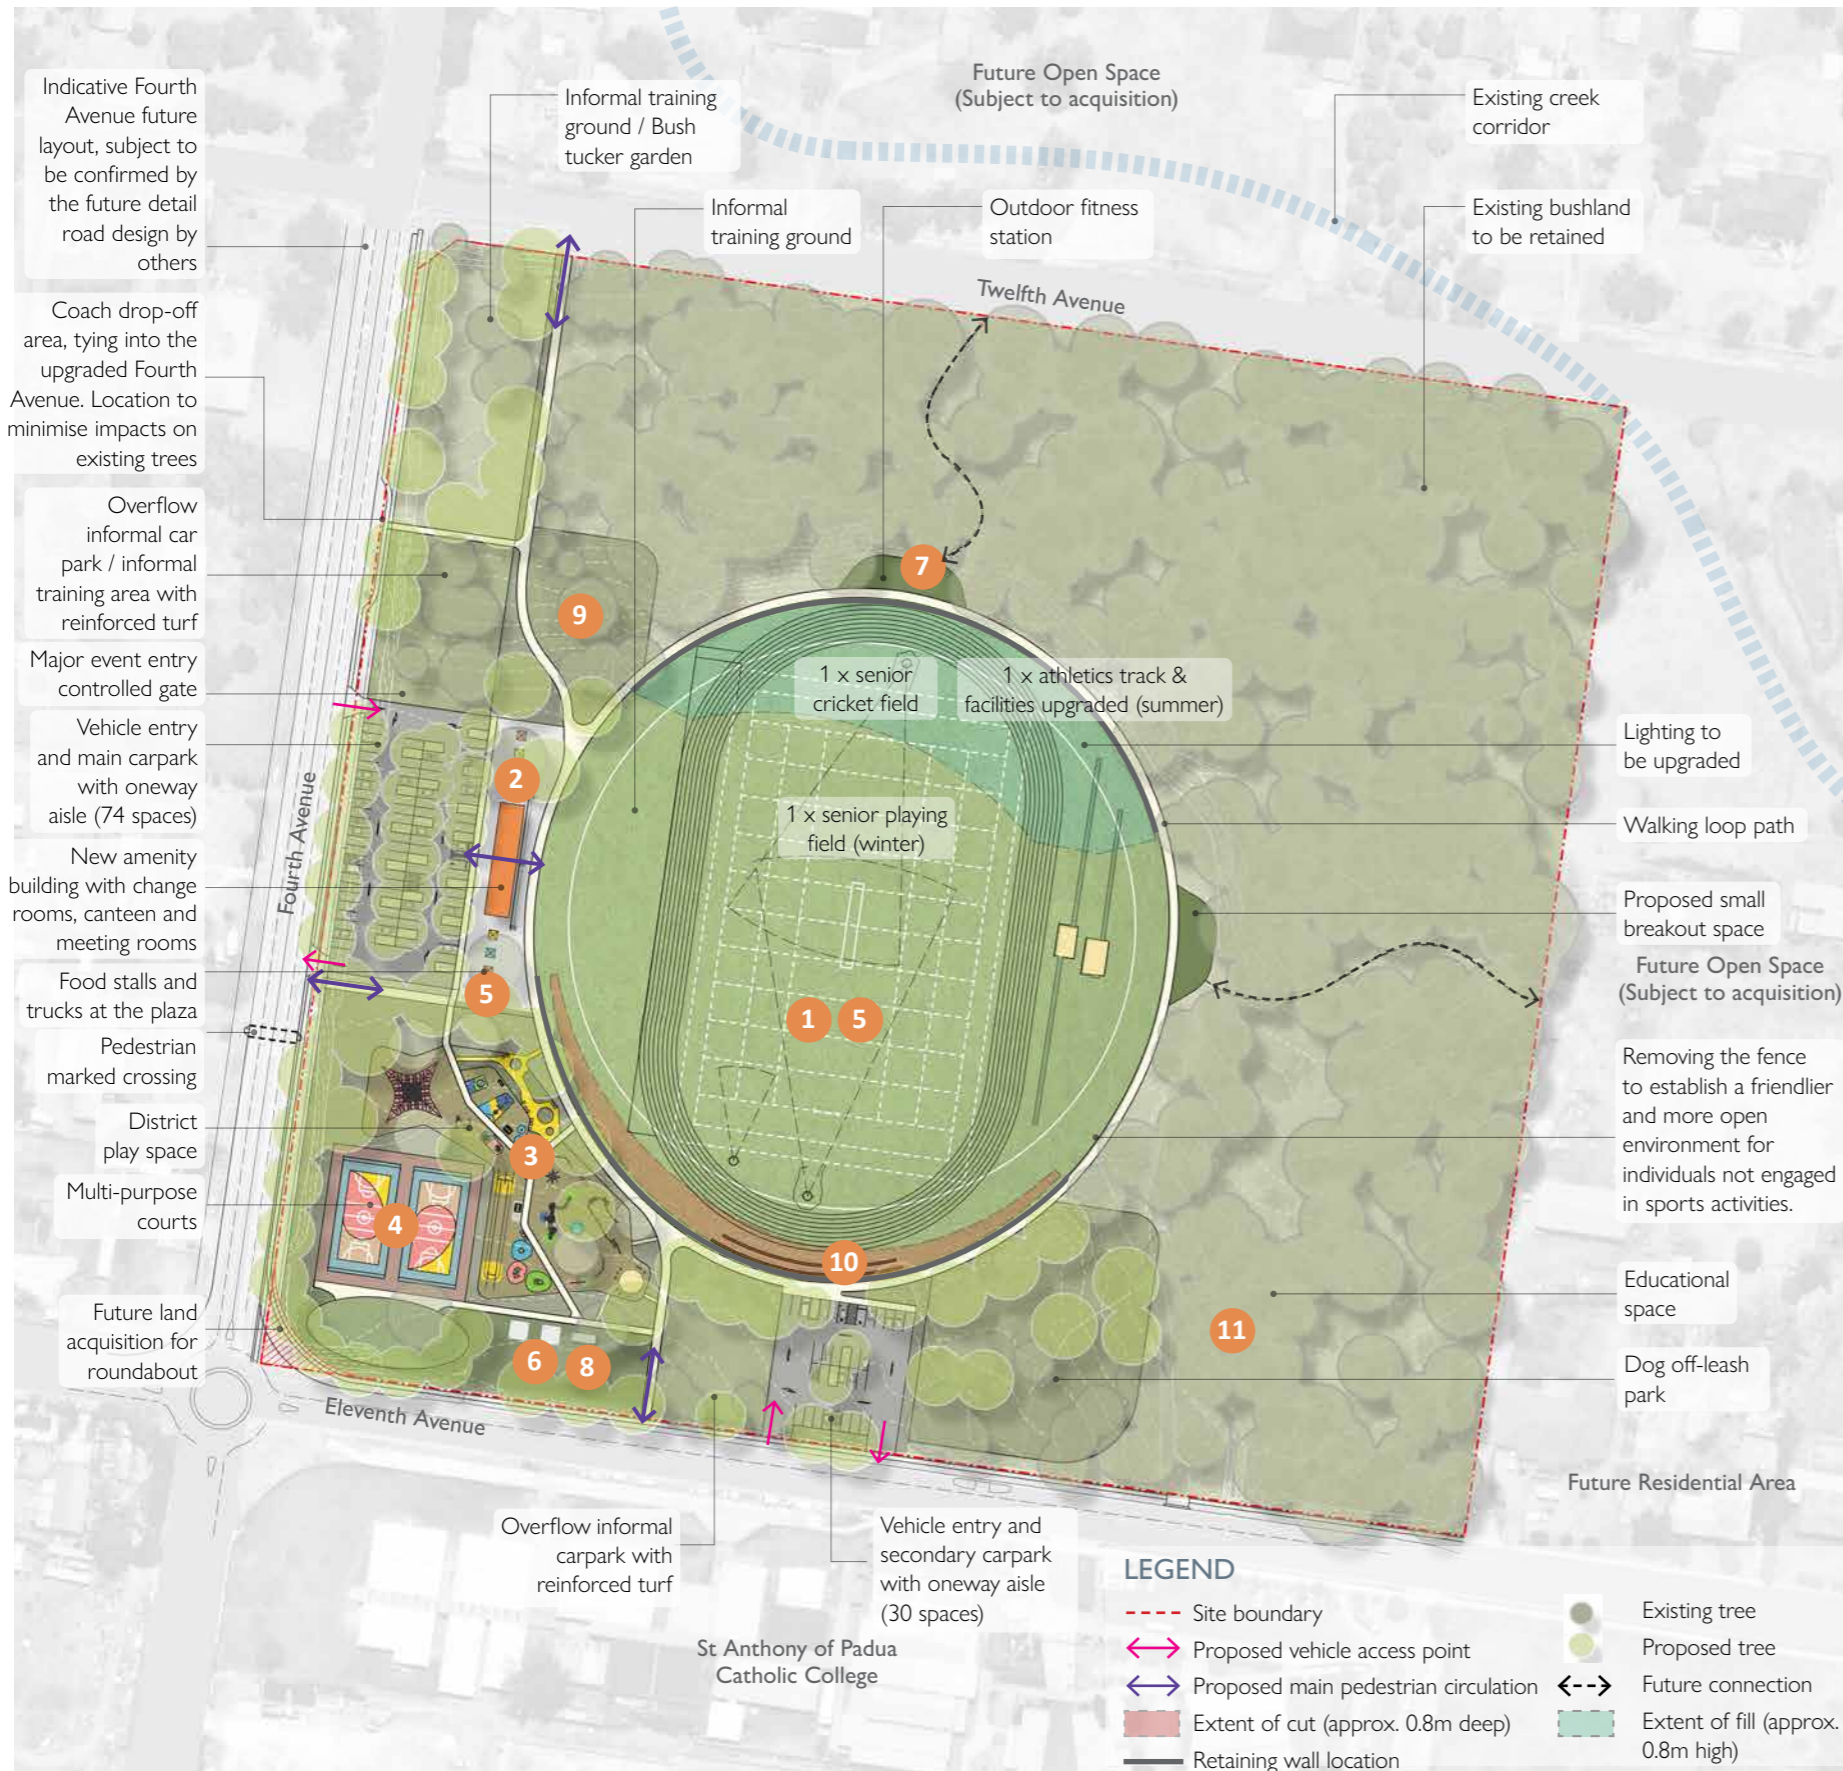 Indicative Fourth
Avenue future
layout, subject to
be confirmed by
the future detail
road design by
others
Coach drop-off
area, tying into the
upgraded Fourth
Avenue. Location to
minimise impacts on
existing trees
Overflow
informal car
park / informal
training area with
reinforced turf
Major event entry
controlled gate
Vehicle entry
and main carpark
with oneway
aisle (74 spaces)
New amenity
building with change
rooms, canteen and
meeting rooms
Food stalls and
trucks at the plaza
Pedestrian
marked crossing
District
play space
Multi-purpose
courts
Future land
acquisition for
roundabout
Informal training
ground / Bush
tucker garden
Informal
training ground
Outdoor fitness
station
Future Open Space
(Subject to acquisition)
Existing creek
corridor
Existing bushland
to be retained
Twelfth Avenue
Fourth Avenue
Eleventh Avenue
7
9
2
5
1
5
3
4
10
6
8
11
1 x senior
cricket field
1 x athletics track &
facilities upgraded (summer)
1 x senior playing
field (winter)
Lighting to
be upgraded
Walking loop path
Proposed small
breakout space
Future Open Space
(Subject to acquisition)
Removing the fence
to establish a friendlier
and more open
environment for
individuals not engaged
in sports activities.
Educational
space
Dog off-leash
park
Future Residential Area
Overflow informal
carpark with
reinforced turf
Vehicle entry and
secondary carpark
with oneway aisle
(30 spaces)
St Anthony of Padua
Catholic College
LEGEND
Site boundary
Proposed vehicle access point
Proposed main pedestrian circulation
Extent of cut (approx. 0.8m deep)
Retaining wall location
Existing tree
Proposed tree
Future connection
Extent of fill (approx.
0.8m high)